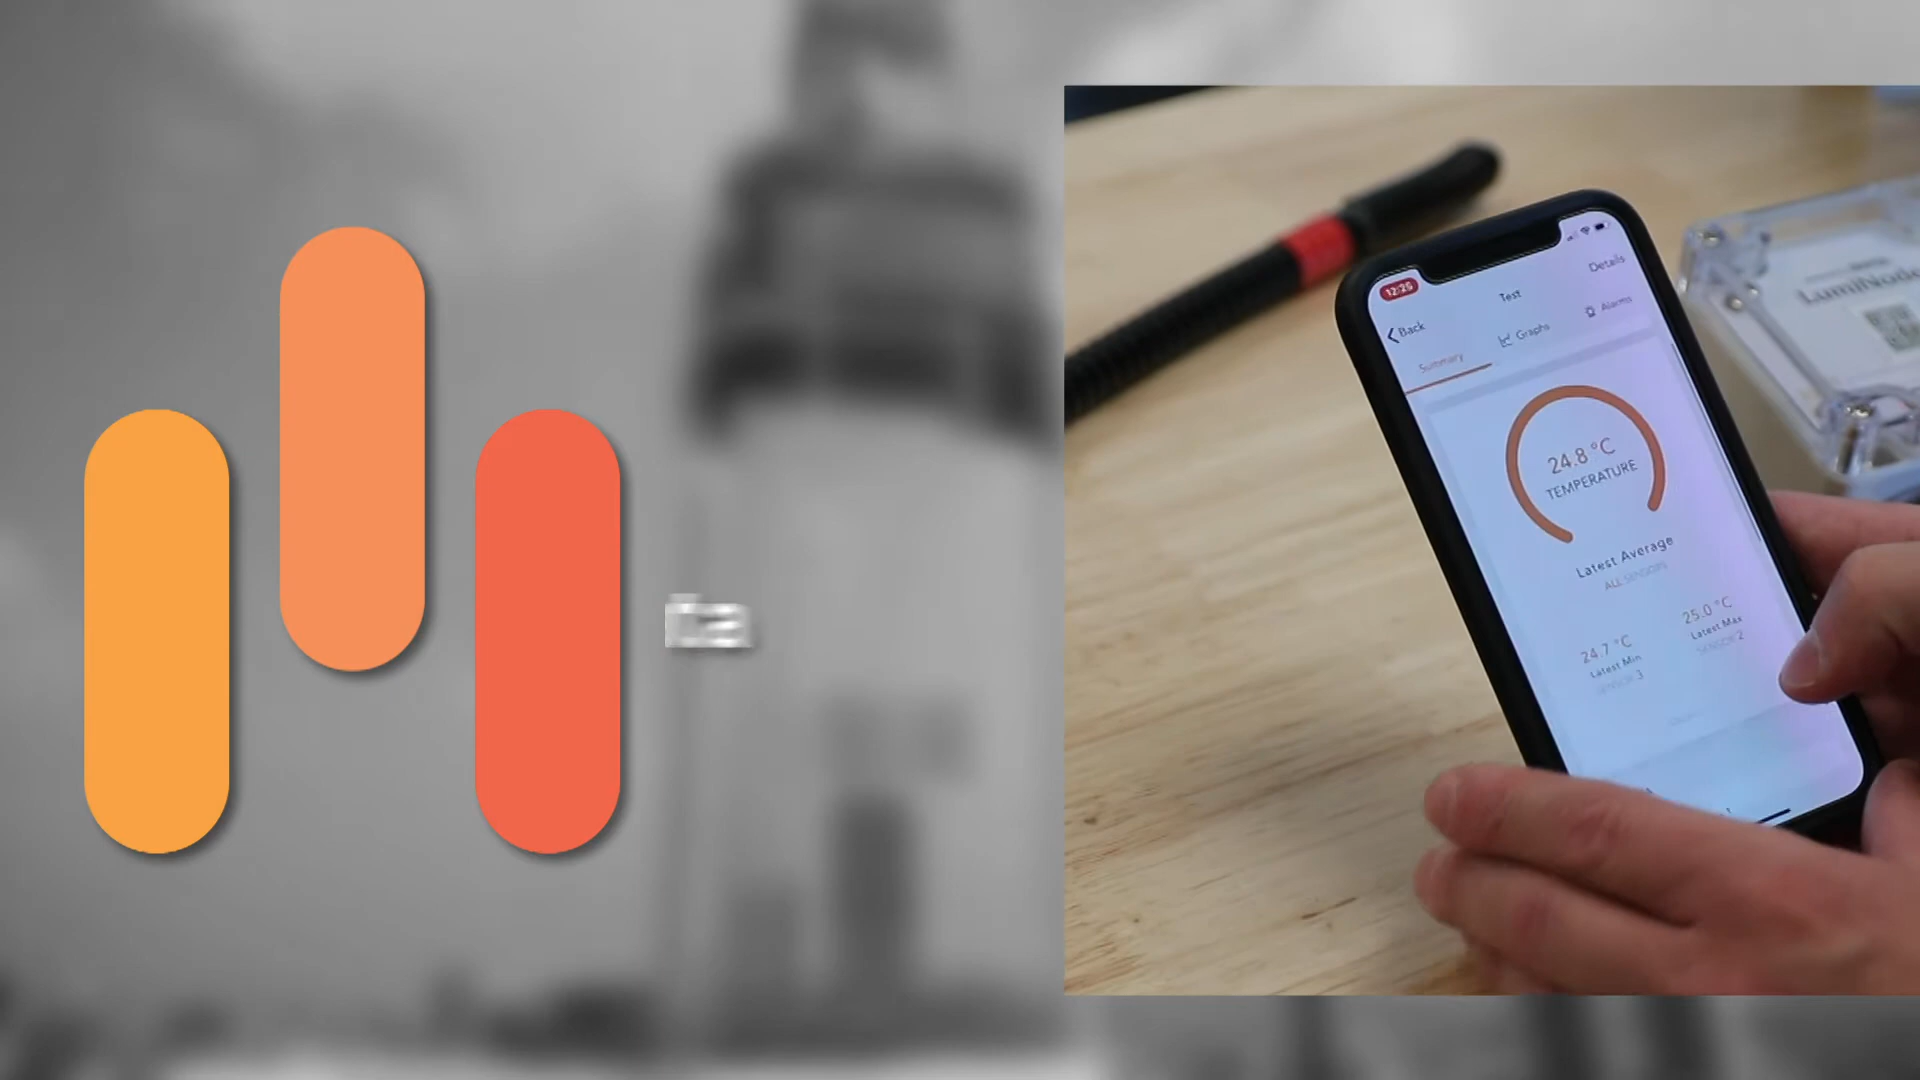 12:25
Details
Test
Back
Summary
Graphs
Alarms
24.8 °C
TEMPERATURE
Latest Average
ALL SENSORS
25.0 °C
Latest Max
SENSOR 2
24.7 °C
Latest Min
SENSOR 3
LumiNode